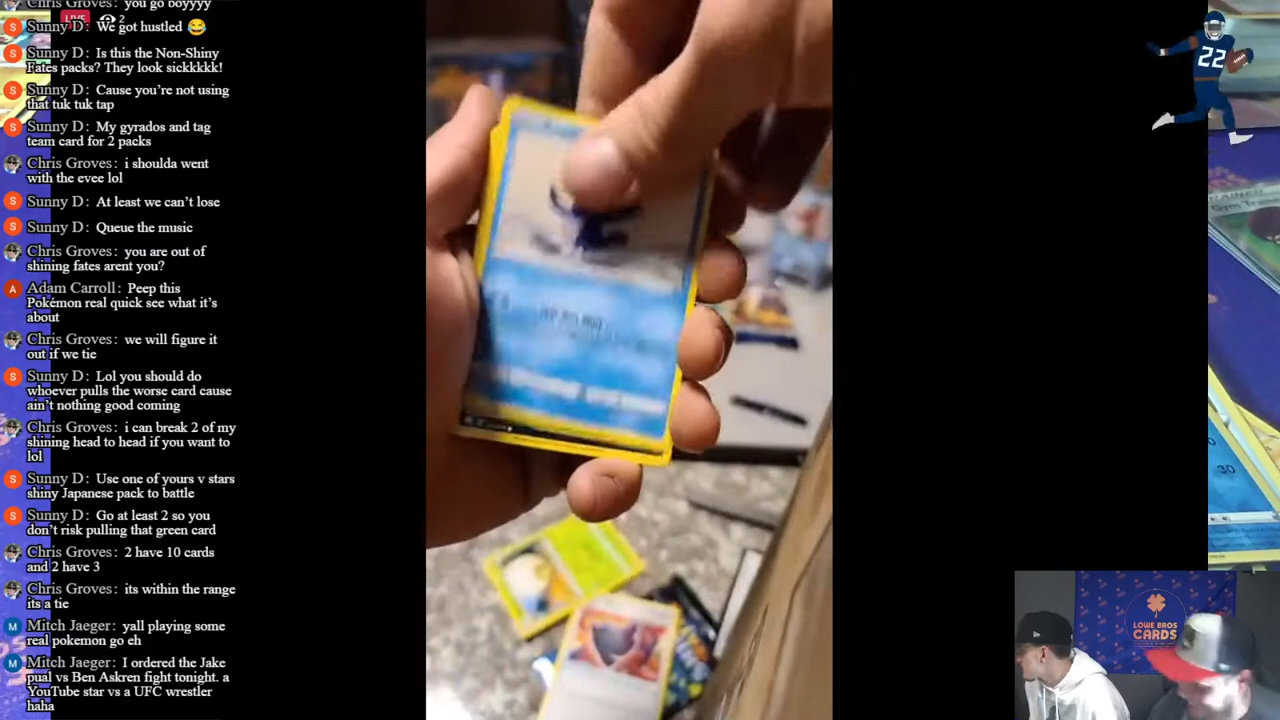 Chris Groves: you go boyyyy
LIVE 2
Sunny D: We got hustled 😂
Sunny D: Is this the Non-Shiny
Fates packs? They look sickkkkk!
Sunny D: Cause you're not using
that tuk tuk tap
Sunny D: My gyrados and tag
team card for 2 packs
Chris Groves: i shoulda went
with the evee lol
Sunny D: At least we can't lose
Sunny D: Queue the music
Chris Groves: you are out of
shining fates arent you?
Adam Carroll: Peep this
Pokémon real quick see what it's
about
Chris Groves: we will figure it
out if we tie
Sunny D: Lol you should do
whoever pulls the worse card cause
ain't nothing good coming
Chris Groves: i can break 2 of my
shining head to head if you want to
lol
Sunny D: Use one of yours v stars
shiny Japanese pack to battle
Sunny D: Go at least 2 so you
don't risk pulling that green card
Chris Groves: 2 have 10 cards
and 2 have 3
Chris Groves: its within the range
its a tie
Mitch Jaeger: yall playing some
real pokemon go eh
Mitch Jaeger: I ordered the Jake
pual vs Ben Askren fight tonight. a
YouTube star vs a UFC wrestler
haha
22
30
LOWE BROS
CARDS